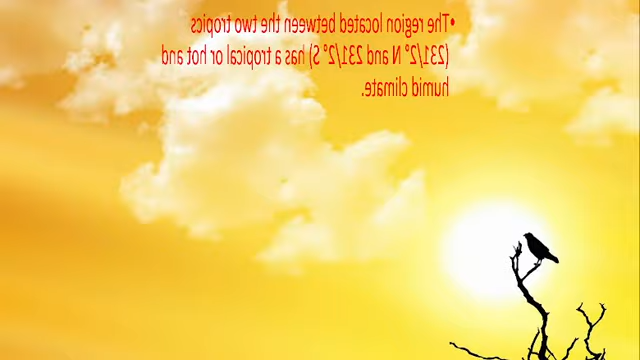 •The region located between the two tropics
(231/2° N and 231/2° S) has a tropical or hot and
humid climate.